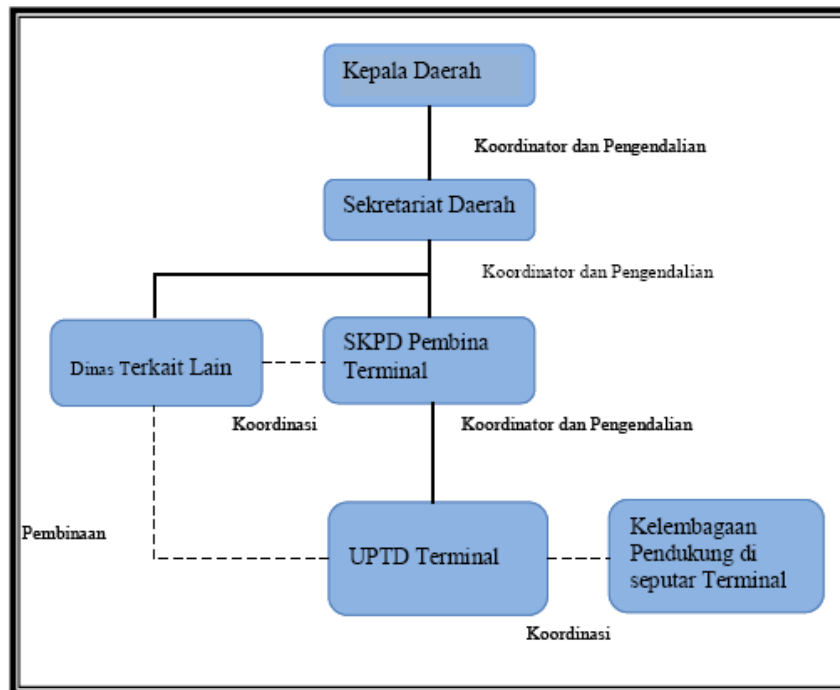 Kepala Daerah
Koordinator dan Pengendalian
Sekretariat Daerah
Koordinator dan Pengendalian
Dinas Terkait Lain
SKPD Pembina
Terminal
Koordinasi
Koordinator dan Pengendalian
Pembinaan
UPTD Terminal
Kelembagaan
Pendukung di
seputar Terminal
Koordinasi